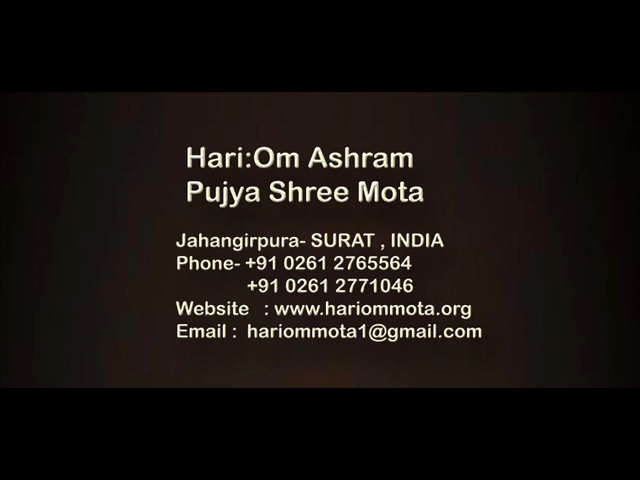 Hari:Om Ashram
Pujya Shree Mota
Jahangirpura- SURAT , INDIA
Phone- +91 0261 2765564
+91 0261 2771046
Website : www.hariommota.org
Email : hariommota1@gmail.com